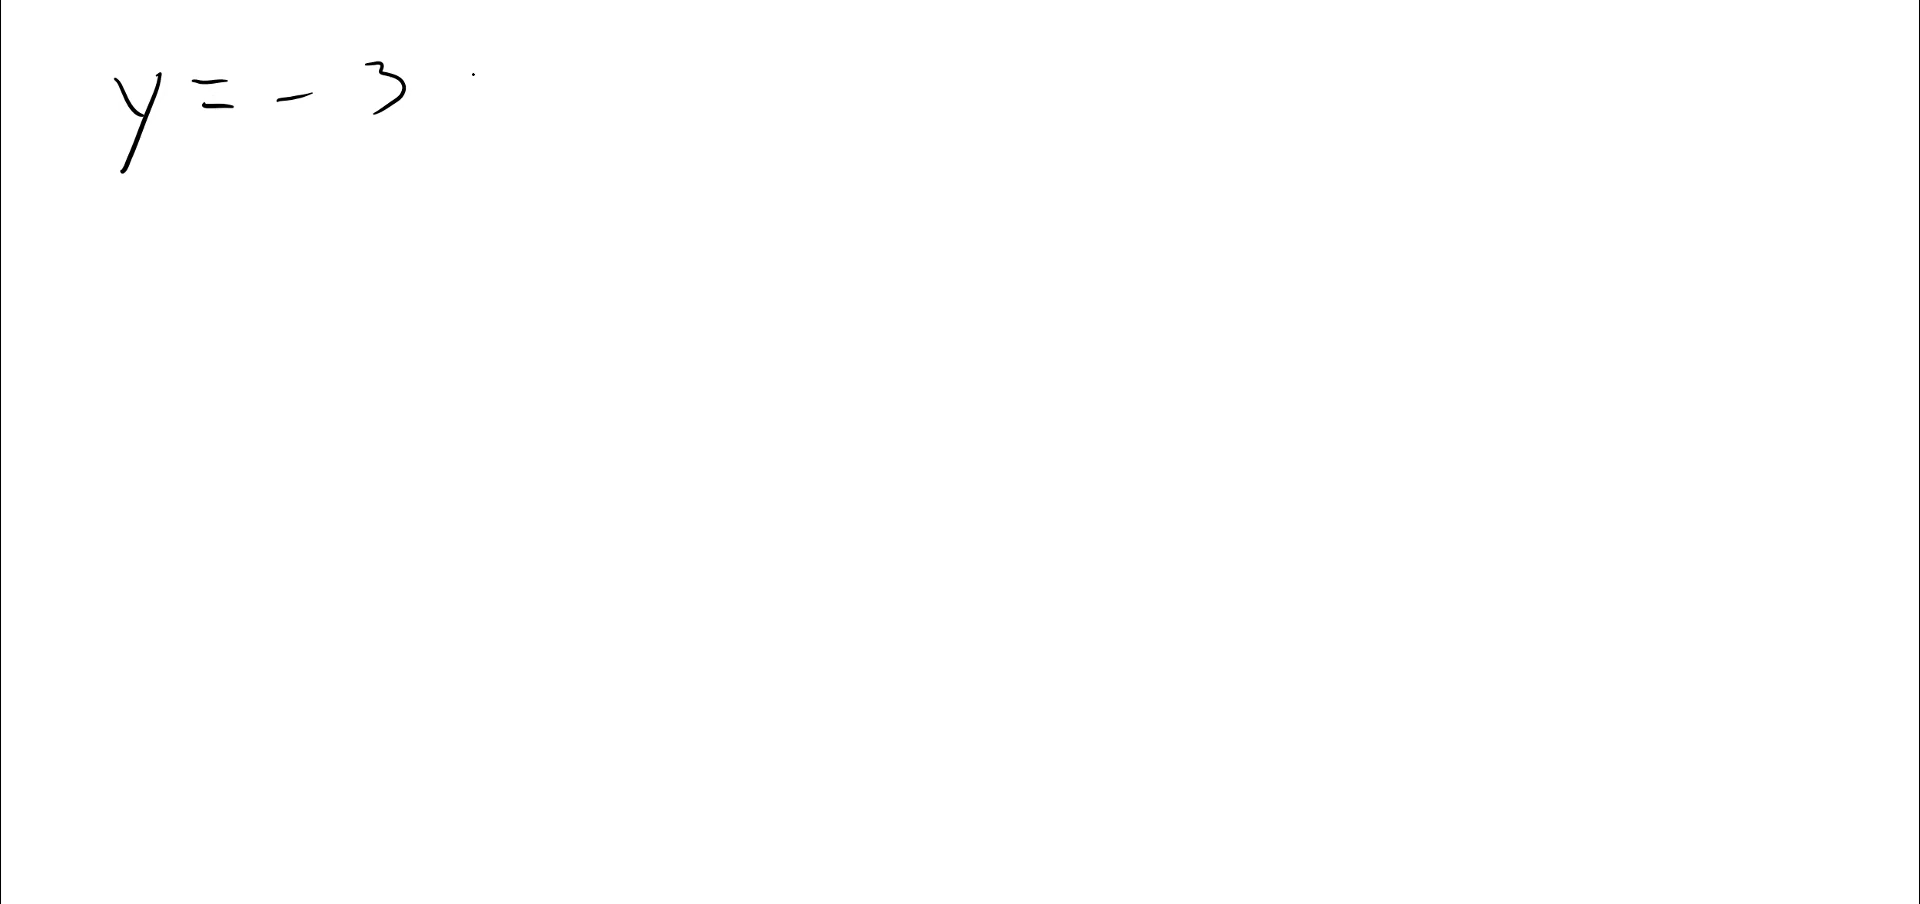 y = - 3